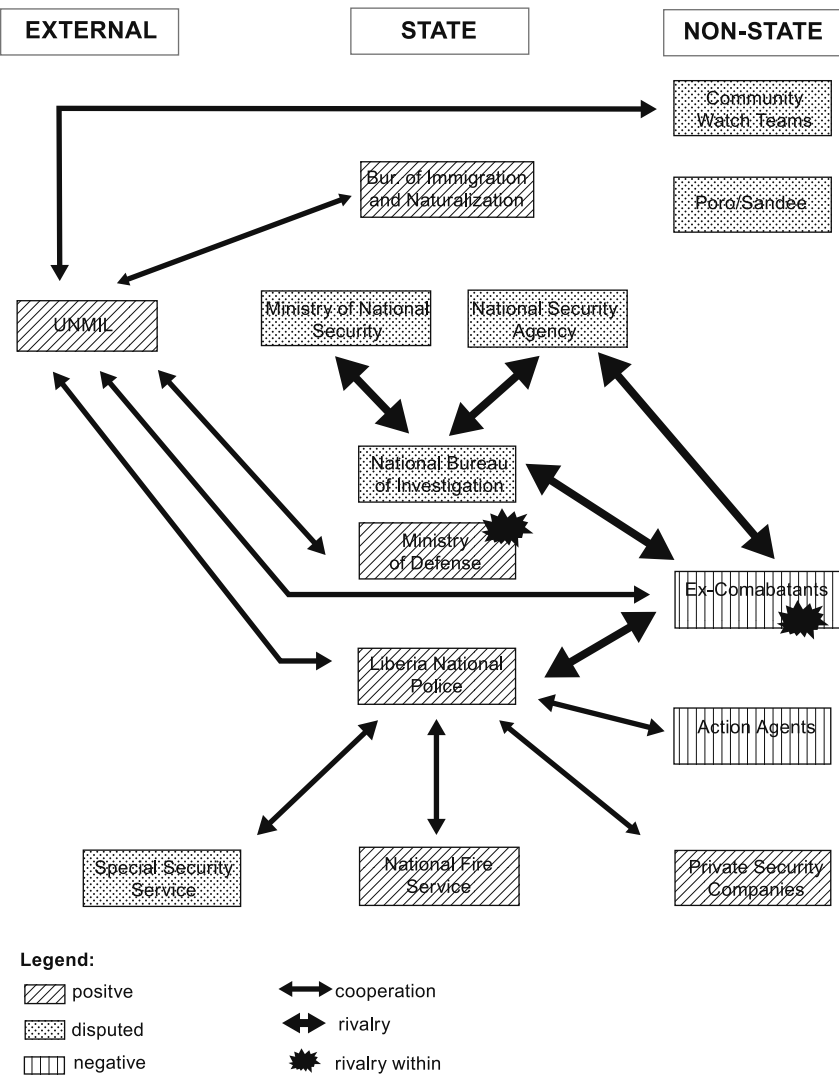 EXTERNAL
STATE
NON-STATE
Community
Watch Teams
Bur. of Immigration
and Naturalization
Poro/Sandee
UNMIL
Ministry of National
Security
National Security
Agency
National Bureau
of Investigation
Ministry
of Defense
Ex-Comabatants
Liberia National
Police
Action Agents
Special Security
Service
National Fire
Service
Private Security
Companies
Legend:
positve
cooperation
disputed
rivalry
negative
rivalry within